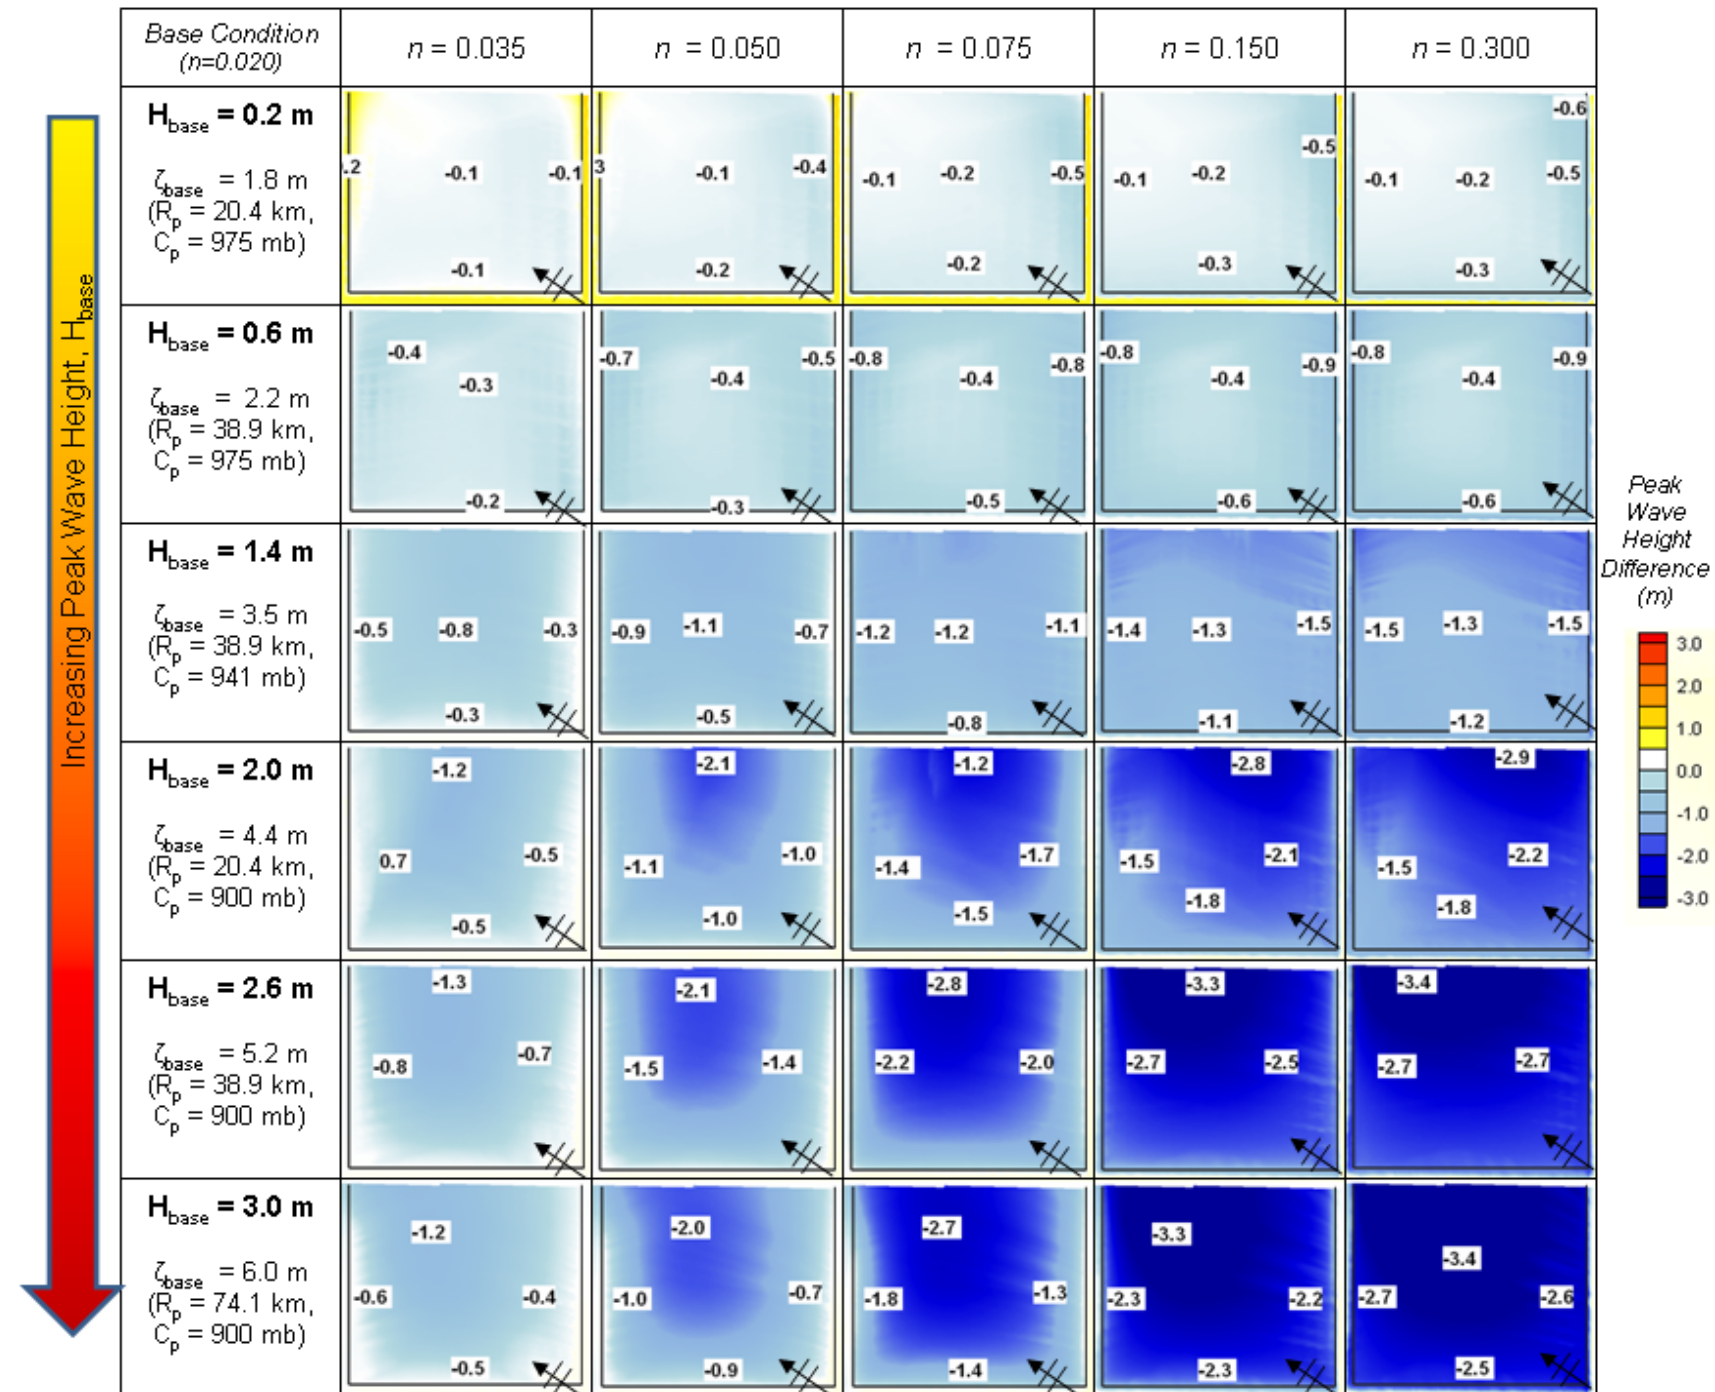 Base Condition
(n=0.020)
n = 0.035
n = 0.050
n = 0.075
n = 0.150
n = 0.300
Increasing Peak Wave Height, Hbase
Hbase = 0.2 m
ζbase = 1.8 m
(Rp = 20.4 km,
Cp = 975 mb)
.2 -0.1 -0.1
-0.1
3 -0.1 -0.4
-0.2
-0.1 -0.2 -0.5
-0.2
-0.5
-0.1 -0.2
-0.3
-0.6
-0.1 -0.2 -0.5
-0.3
Hbase = 0.6 m
ζbase = 2.2 m
(Rp = 38.9 km,
Cp = 975 mb)
-0.4
-0.3
-0.2
-0.7 -0.5
-0.4
-0.3
-0.8 -0.8
-0.4
-0.5
-0.8 -0.9
-0.4
-0.6
-0.8 -0.9
-0.4
-0.6
Hbase = 1.4 m
ζbase = 3.5 m
(Rp = 38.9 km,
Cp = 941 mb)
-0.5 -0.8 -0.3
-0.3
-0.9 -1.1 -0.7
-0.5
-1.2 -1.2 -1.1
-0.8
-1.4 -1.3 -1.5
-1.1
-1.5 -1.3 -1.5
-1.2
Hbase = 2.0 m
ζbase = 4.4 m
(Rp = 20.4 km,
Cp = 900 mb)
-1.2
0.7 -0.5
-0.5
-2.1
-1.1 -1.0
-1.0
-1.2
-1.4 -1.7
-1.5
-2.8
-1.5 -2.1
-1.8
-2.9
-1.5 -2.2
-1.8
Hbase = 2.6 m
ζbase = 5.2 m
(Rp = 38.9 km,
Cp = 900 mb)
-1.3
-0.8 -0.7
-2.1
-1.5 -1.4
-2.8
-2.2 -2.0
-3.3
-2.7 -2.5
-3.4
-2.7 -2.7
Hbase = 3.0 m
ζbase = 6.0 m
(Rp = 74.1 km,
Cp = 900 mb)
-1.2
-0.6 -0.4
-0.5
-2.0
-1.0 -0.7
-0.9
-2.7
-1.8 -1.3
-1.4
-3.3
-2.3 -2.2
-2.3
-3.4
-2.7 -2.6
-2.5
Peak
Wave
Height
Difference
(m)
3.0
2.0
1.0
0.0
-1.0
-2.0
-3.0